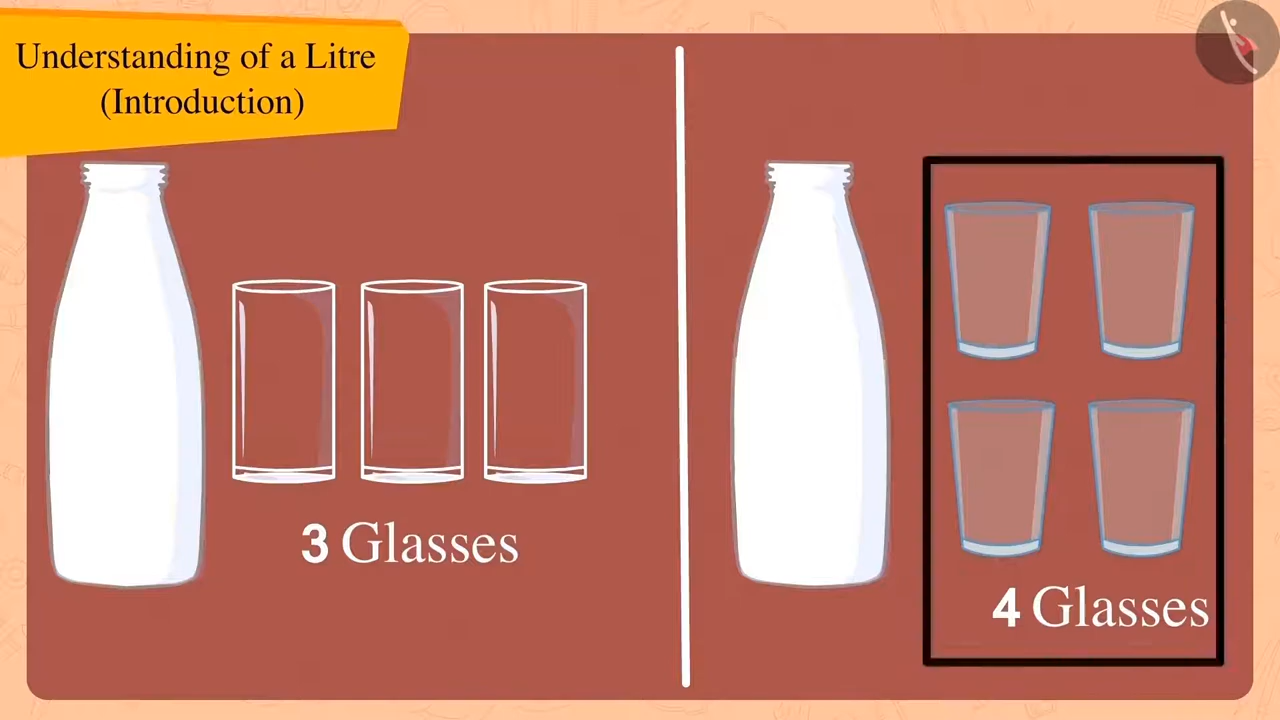 Understanding of a Litre
(Introduction)
3 Glasses
4 Glasses